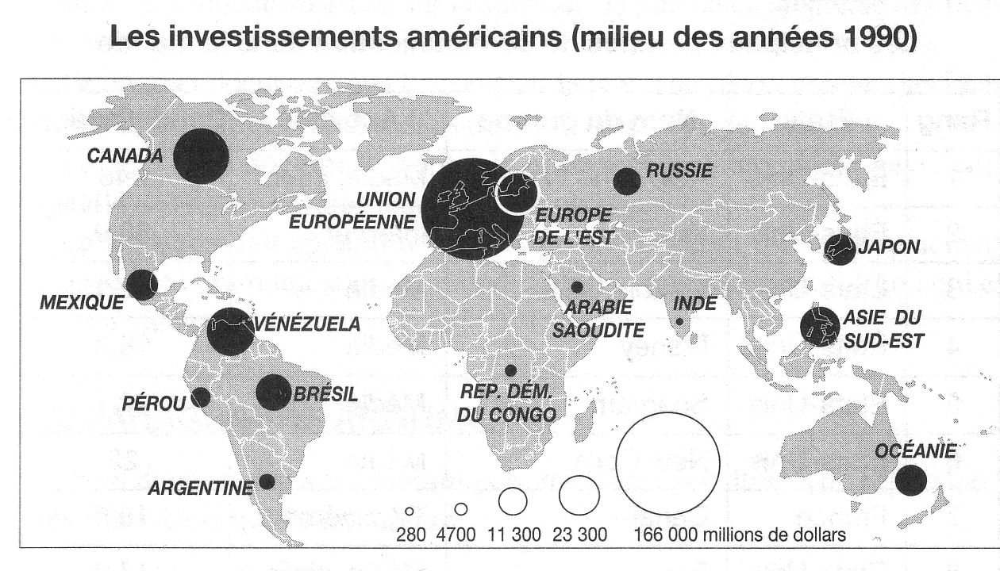 Les investissements américains (milieu des années 1990)
CANADA
UNION
EUROPÉENNE
EUROPE
DE L'EST
RUSSIE
JAPON
MEXIQUE
VÉNÉZUELA
ARABIE
SAOUDITE
INDE
ASIE DU
SUD-EST
PÉROU
BRÉSIL
REP. DÉM.
DU CONGO
OCÉANIE
ARGENTINE
280 4700 11 300 23 300 166 000 millions de dollars